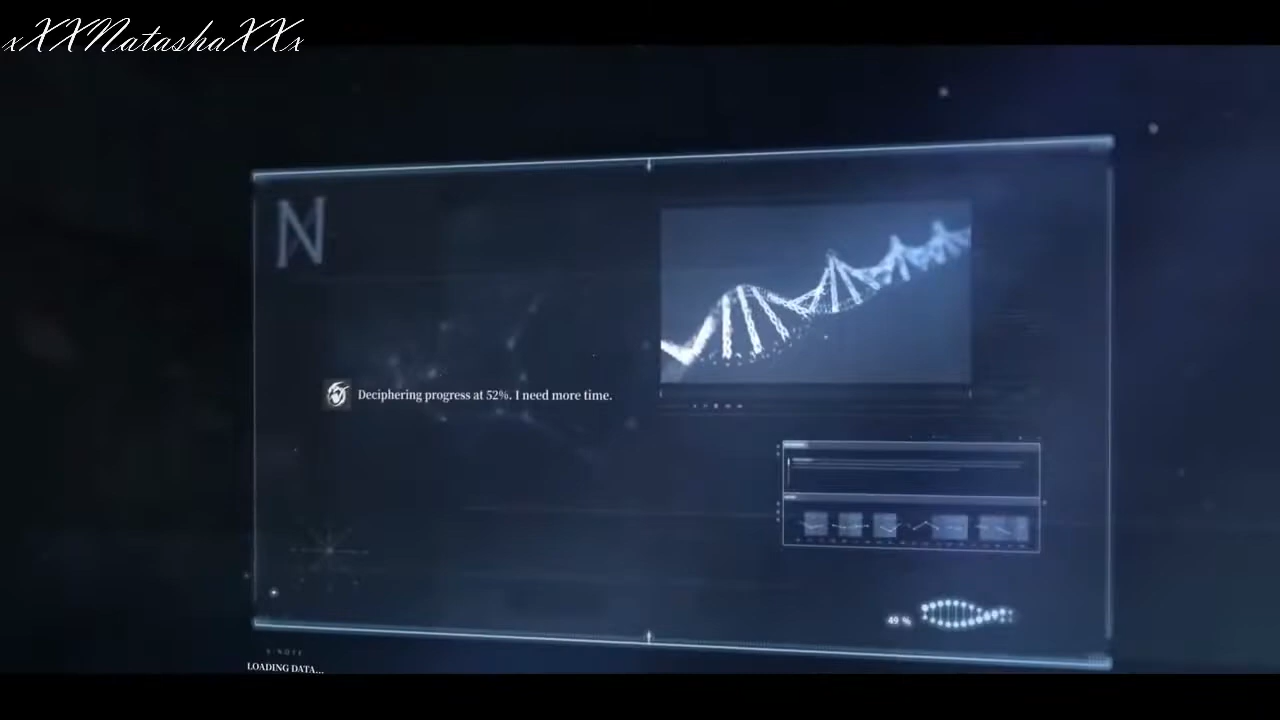 xXXNatashaXXx
N
Deciphering progress at 52%. I need more time.
49 %
LOADING DATA...